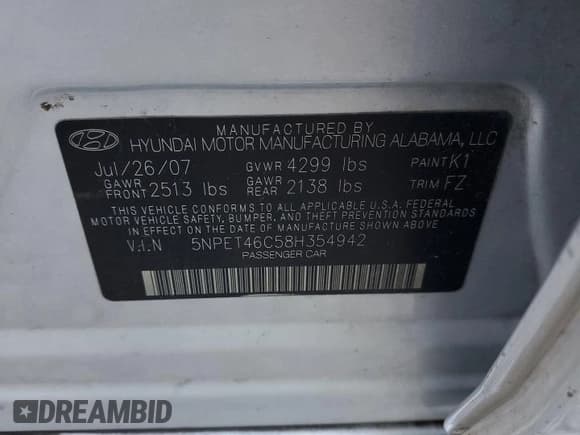 MANUFACTURED BY
HYUNDAI MOTOR MANUFACTURING ALABAMA, LLC
Jul/26/07 GVWR 4299 lbs PAINT K1
GAWR FRONT 2513 lbs GAWR REAR 2138 lbs TRIM FZ
THIS VEHICLE CONFORMS TO ALL APPLICABLE U.S.A FEDERAL
MOTOR VEHICLE SAFETY, BUMPER, AND THEFT PREVENTION
STANDARDS IN EFFECT ON THE DATE OF MANUFACTURE SHOWN ABOVE
V.I.N 5NPET46C58H354942
PASSENGER CAR
DREAMBID